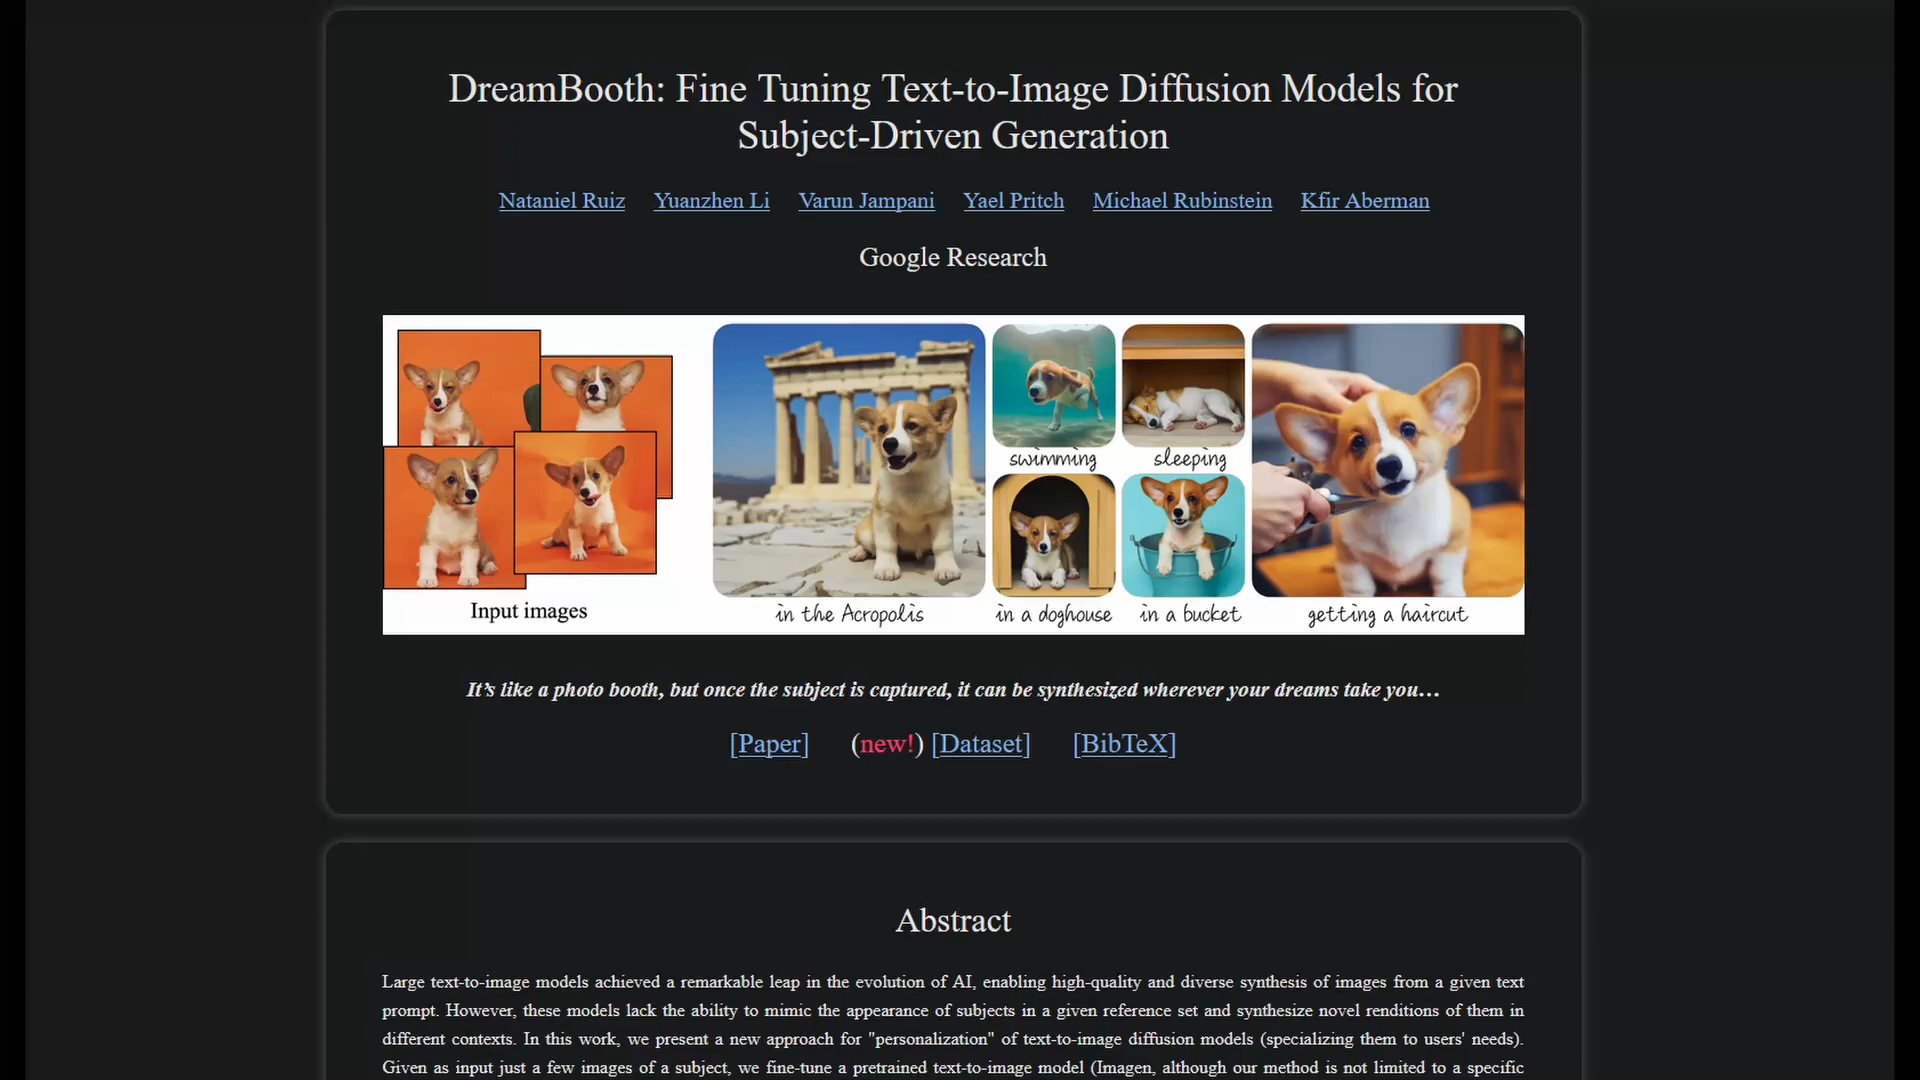 DreamBooth: Fine Tuning Text-to-Image Diffusion Models for
Subject-Driven Generation
Nataniel Ruiz Yuanzhen Li Varun Jampani Yael Pritch Michael Rubinstein Kfir Aberman
Google Research
swimming sleeping
Input images in the Acropolis in a doghouse in a bucket getting a haircut
It’s like a photo booth, but once the subject is captured, it can be synthesized wherever your dreams take you…
[Paper] (new!) [Dataset] [BibTeX]
Abstract
Large text-to-image models achieved a remarkable leap in the evolution of AI, enabling high-quality and diverse synthesis of images from a given text
prompt. However, these models lack the ability to mimic the appearance of subjects in a given reference set and synthesize novel renditions of them in
different contexts. In this work, we present a new approach for "personalization" of text-to-image diffusion models (specializing them to users' needs).
Given as input just a few images of a subject, we fine-tune a pretrained text-to-image model (Imagen, although our method is not limited to a specific